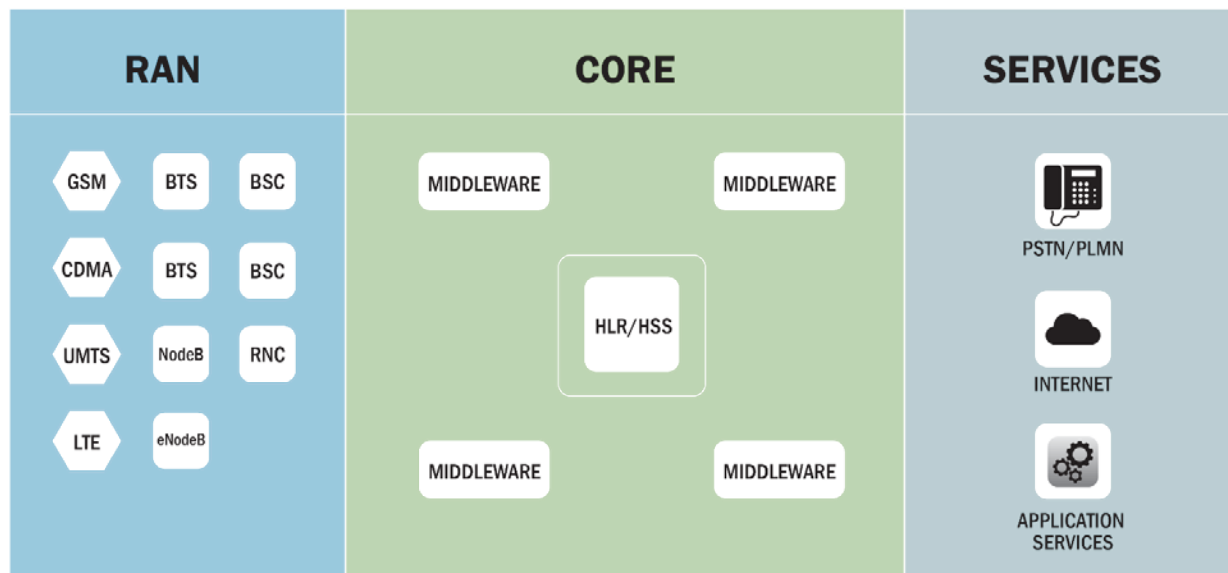 RAN
CORE
SERVICES
GSM
BTS
BSC
CDMA
BTS
BSC
UMTS
NodeB
RNC
LTE
eNodeB
MIDDLEWARE
MIDDLEWARE
HLR/HSS
MIDDLEWARE
MIDDLEWARE
PSTN/PLMN
INTERNET
APPLICATION
SERVICES